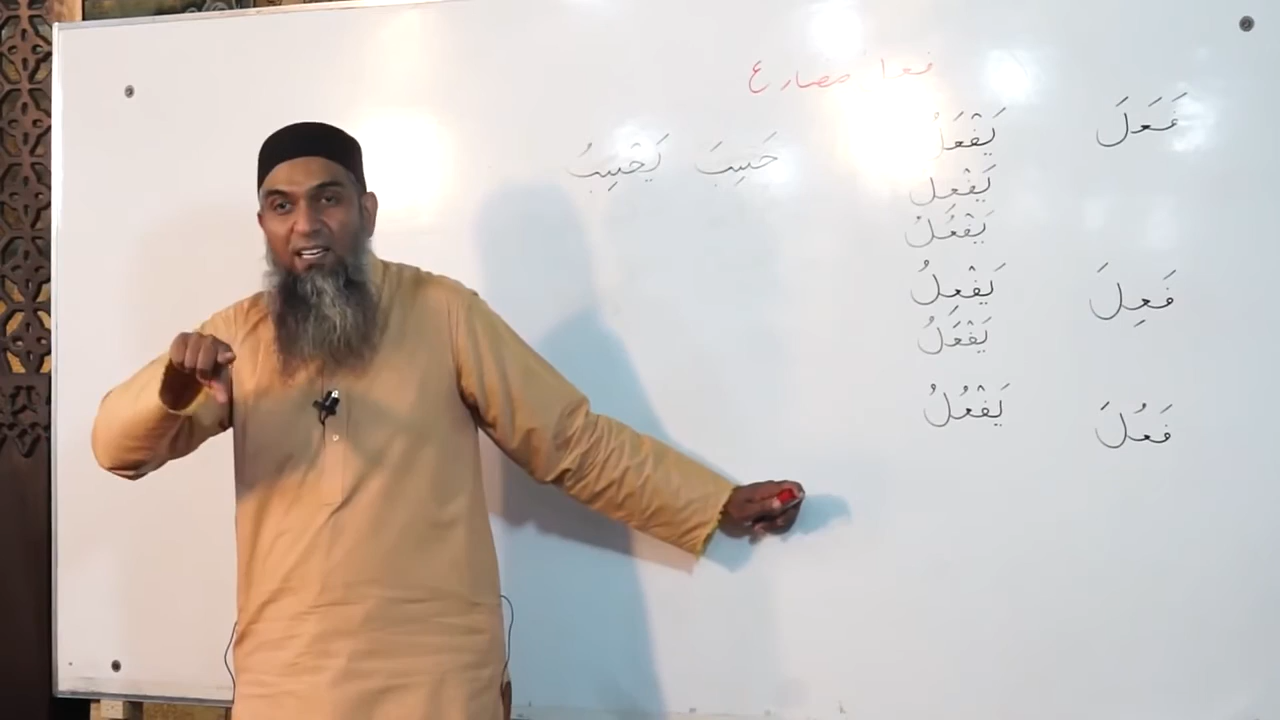 فعل مضارع
فَعَلَ يَفْعَلُ
يَفْعِلُ
يَفْعُلُ
فَعِلَ يَفْعِلُ
يَفْعَلُ
فَعُلَ يَفْعُلُ
حَسِبَ يَحْسِبُ